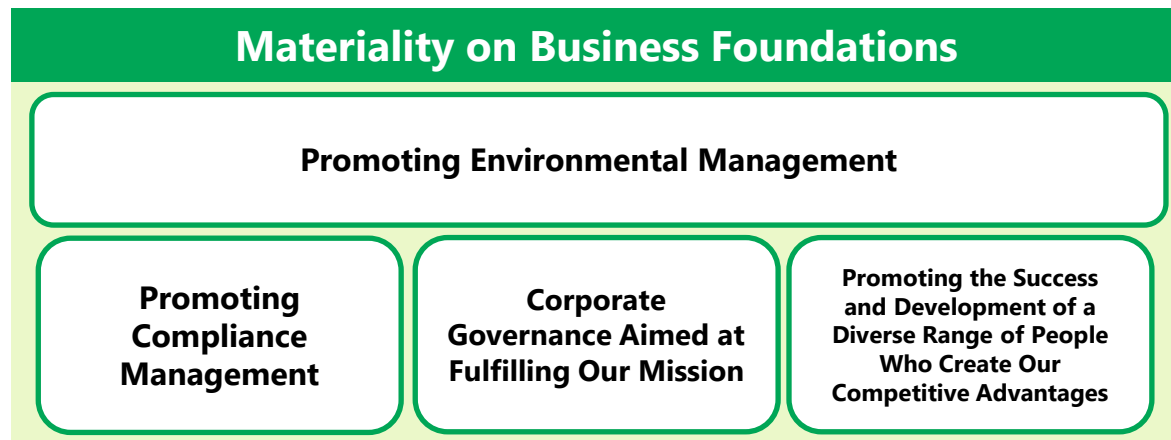 Materiality on Business Foundations
Promoting Environmental Management
Promoting
Compliance
Management
Corporate
Governance Aimed at
Fulfilling Our Mission
Promoting the Success
and Development of a
Diverse Range of People
Who Create Our
Competitive Advantages